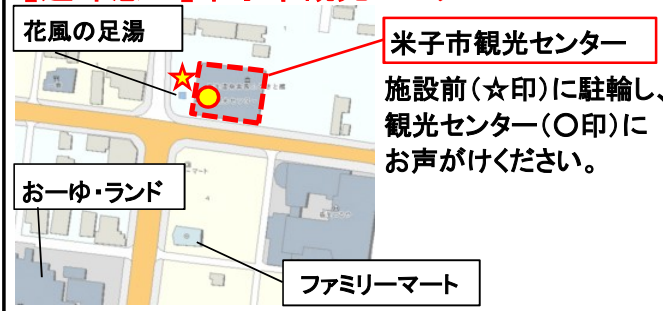 花風の足湯
米子市観光センター
施設前(☆印)に駐輪し、
観光センター(〇印)に
お声がけください。
おーゆ・ランド
ファミリーマート